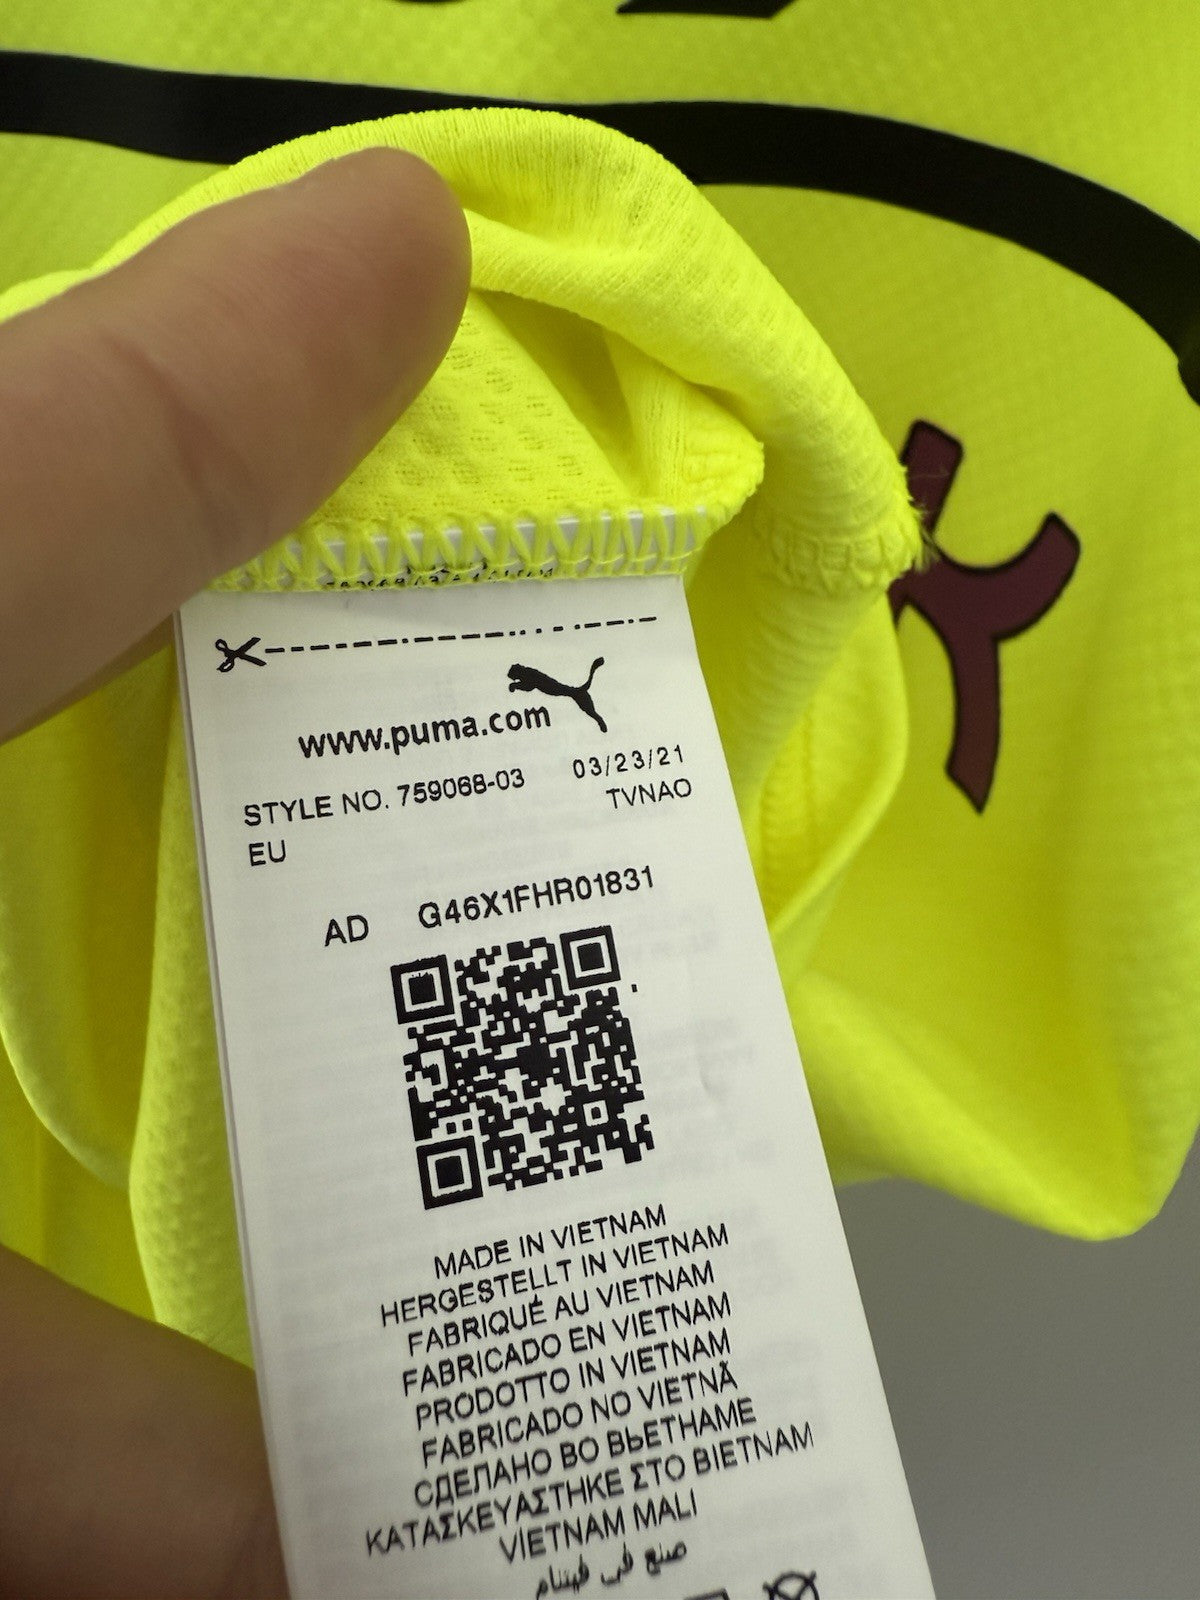 www.puma.com
STYLE NO. 759068-03 03/23/21
EU TVNAO
AD G46X1FHR01831
MADE IN VIETNAM
HERGESTELLT IN VIETNAM
FABRIQUÉ AU VIETNAM
FABRICADO EN VIETNAM
PRODOTTO IN VIETNAM
FABRICADO NO VIETNÃ
СДЕЛАНО ВО ВЬЕТНАМЕ
ΚΑΤΑΣΚΕΥΑΣΤΗΚΕ ΣΤΟ ΒΙΕΤΝΑΜ
VIETNAM MALI
صنع في فيتنام